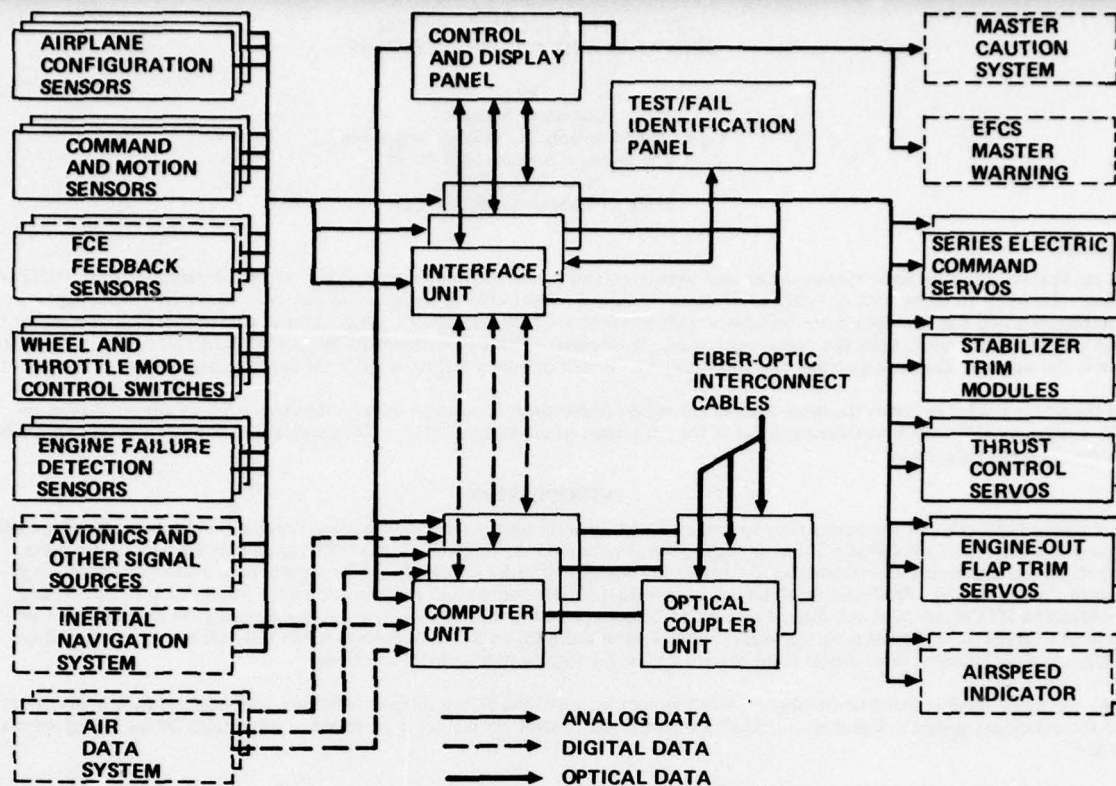 AIRPLANE
CONFIGURATION
SENSORS
COMMAND
AND MOTION
SENSORS
FCE
FEEDBACK
SENSORS
WHEEL AND
THROTTLE MODE
CONTROL SWITCHES
ENGINE FAILURE
DETECTION
SENSORS
AVIONICS AND
OTHER SIGNAL
SOURCES
INERTIAL
NAVIGATION
SYSTEM
AIR
DATA
SYSTEM
CONTROL
AND DISPLAY
PANEL
TEST/FAIL
IDENTIFICATION
PANEL
INTERFACE
UNIT
FIBER-OPTIC
INTERCONNECT
CABLES
COMPUTER
UNIT
OPTICAL
COUPLER
UNIT
ANALOG DATA
DIGITAL DATA
OPTICAL DATA
MASTER
CAUTION
SYSTEM
EFCS
MASTER
WARNING
SERIES ELECTRIC
COMMAND
SERVOS
STABILIZER
TRIM
MODULES
THRUST
CONTROL
SERVOS
ENGINE-OUT
FLAP TRIM
SERVOS
AIRSPEED
INDICATOR